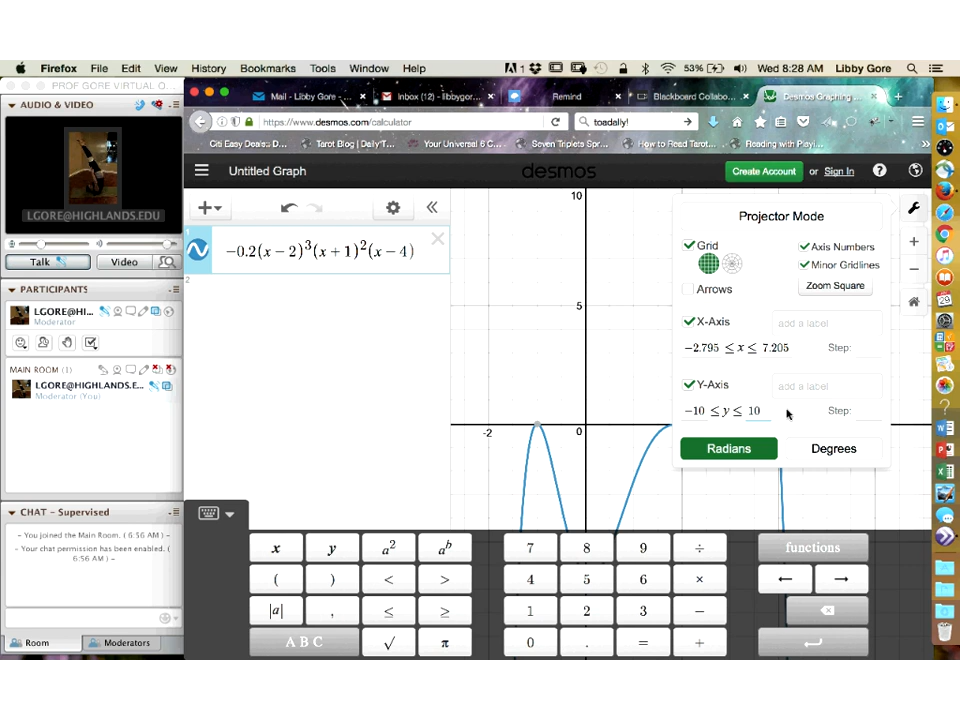 Firefox File Edit View History Bookmarks Tools Window Help 1 53% Wed 8:28 AM Libby Gore
PROF GORE VIRTUAL O...
AUDIO & VIDEO
LGORE@HIGHLANDS.EDU
Talk Video
PARTICIPANTS
LGORE@HI...
Moderator
MAIN ROOM (1)
LGORE@HIGHLANDS.E...
Moderator (You)
CHAT - Supervised
- You joined the Main Room. ( 6:56 AM ) -
- Your chat permission has been enabled. (
6:56 AM ) -
Room Moderators
Mail - Libby Gore - ... × Inbox (12) - libbygor... × Remind × Blackboard Collabo... × Desmos Graphing ... × +
https://www.desmos.com/calculator toadally!
Citi Easy Deals: D... Tarot Blog | Daily T... Your Universal 6 C... Seven Triplets Spr... How to Read Tarot... Reading with Playi... »
Untitled Graph desmos Create Account or Sign In
1
−0.2(x − 2)³(x + 1)²(x − 4)
2
10
5
0
-2
Projector Mode
Grid Axis Numbers
Minor Gridlines
Arrows Zoom Square
X-Axis add a label
−2.795 ≤ x ≤ 7.205 Step:
Y-Axis add a label
−10 ≤ y ≤ 10 Step:
Radians Degrees
x y a² aᵇ 7 8 9 ÷ functions
( ) < > 4 5 6 × ← →
|a| , ≤ ≥ 1 2 3 −
A B C √ π 0 . = +